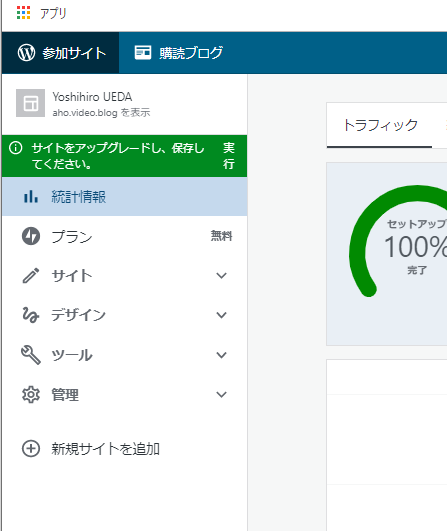 アプリ
参加サイト
購読ブログ
Yoshihiro UEDA
aho.video.blog を表示
サイトをアップグレードし、保存し
てください。
実
行
統計情報
プラン
無料
サイト
デザイン
ツール
管理
新規サイトを追加
トラフィック
セットアップ
100%
完了